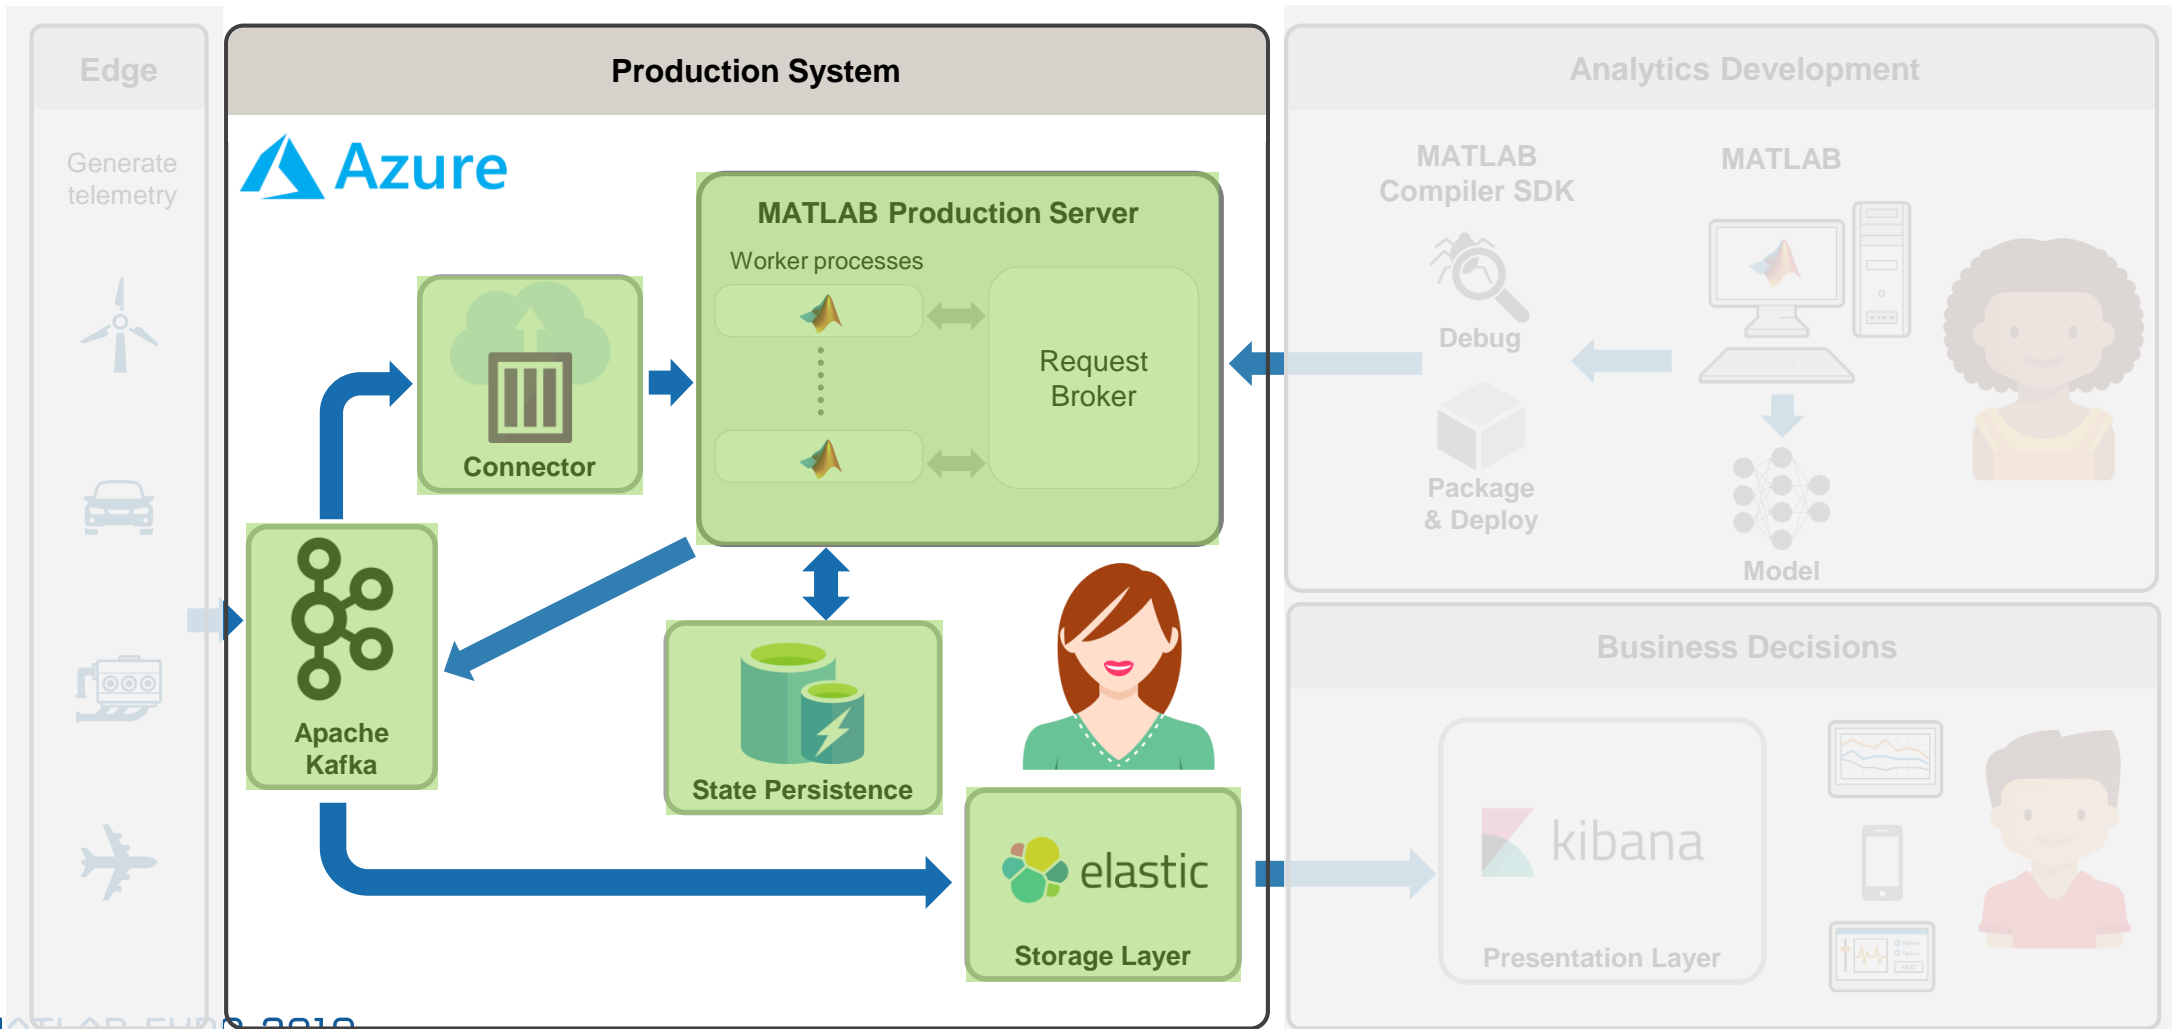 Edge
Generate
telemetry
Production System
Azure
MATLAB Production Server
Worker processes
Request
Broker
Connector
Apache
Kafka
State Persistence
elastic
Storage Layer
Analytics Development
MATLAB
Compiler SDK
MATLAB
Debug
Package
& Deploy
Model
Business Decisions
kibana
Presentation Layer
NEXT